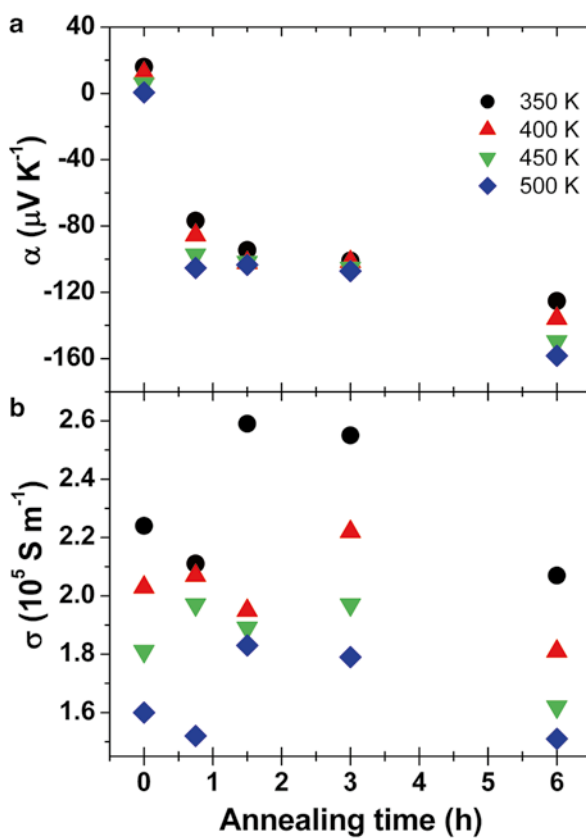 a
40
0
-40
-80
-120
-160
α (μV K⁻¹)
350 K
400 K
450 K
500 K
b
2.6
2.4
2.2
2.0
1.8
1.6
σ (10⁵ S m⁻¹)
0 1 2 3 4 5 6
Annealing time (h)